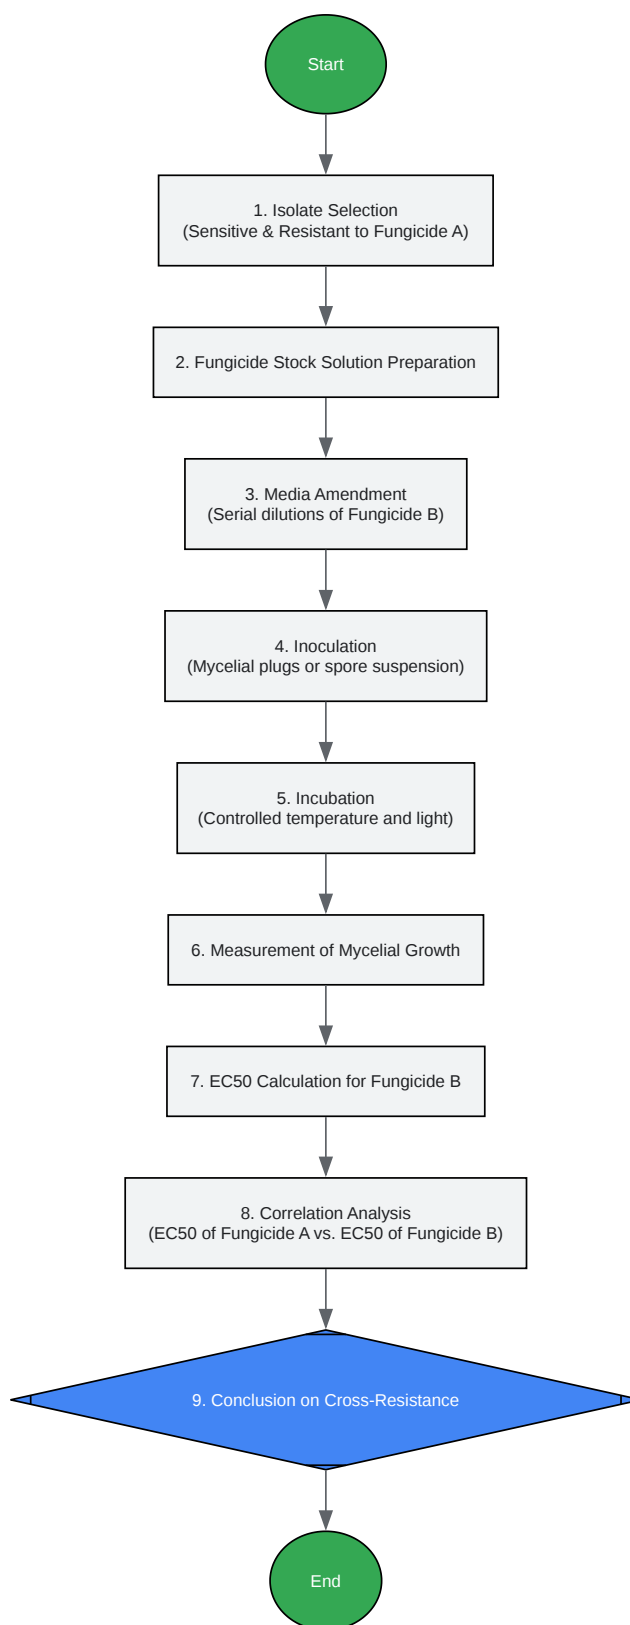 Start
1. Isolate Selection
(Sensitive & Resistant to Fungicide A)
2. Fungicide Stock Solution Preparation
3. Media Amendment
(Serial dilutions of Fungicide B)
4. Inoculation
(Mycelial plugs or spore suspension)
5. Incubation
(Controlled temperature and light)
6. Measurement of Mycelial Growth
7. EC50 Calculation for Fungicide B
8. Correlation Analysis
(EC50 of Fungicide A vs. EC50 of Fungicide B)
9. Conclusion on Cross-Resistance
End